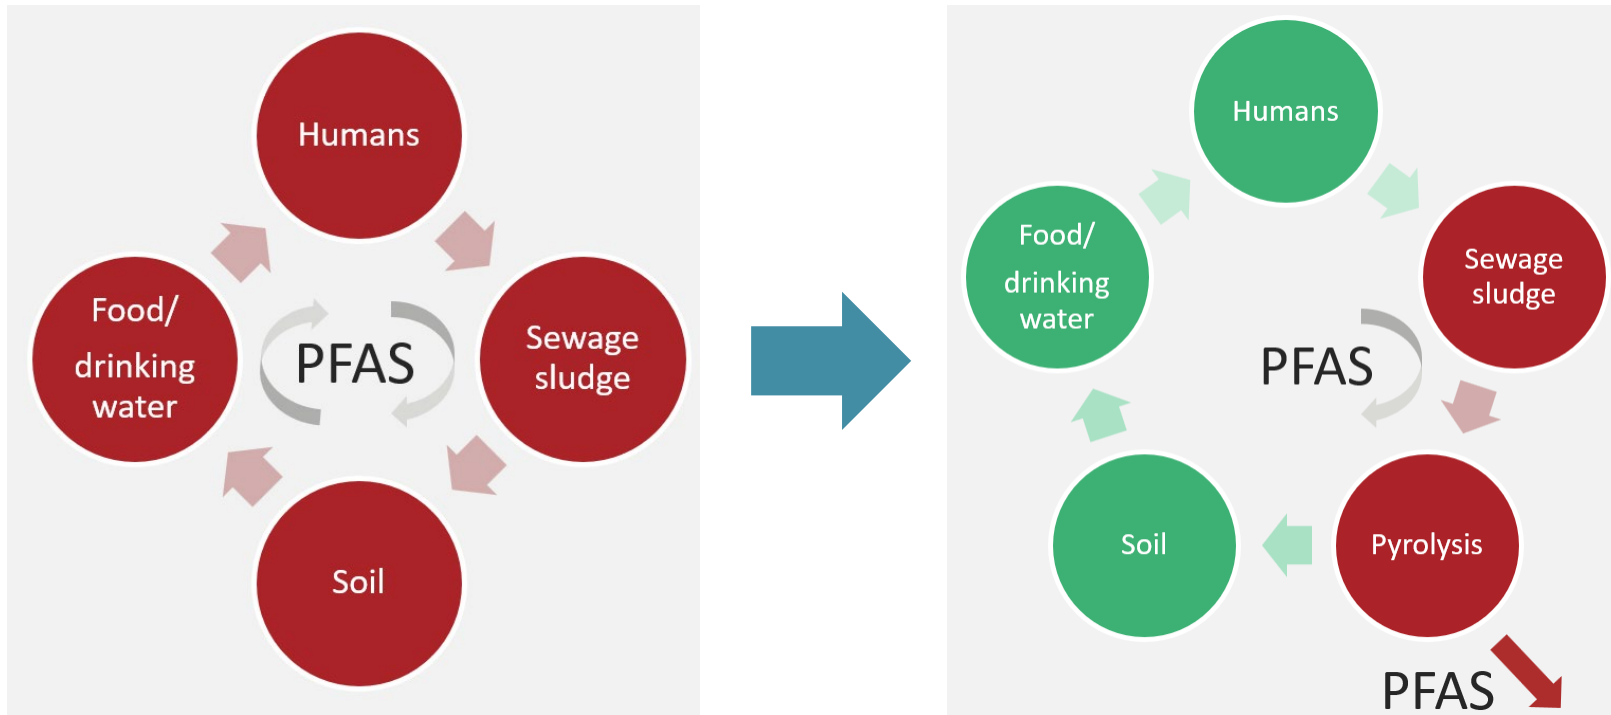 Humans
Food/
drinking
water
PFAS
Sewage
sludge
Soil
Humans
Food/
drinking
water
Sewage
sludge
PFAS
Soil
Pyrolysis
PFAS